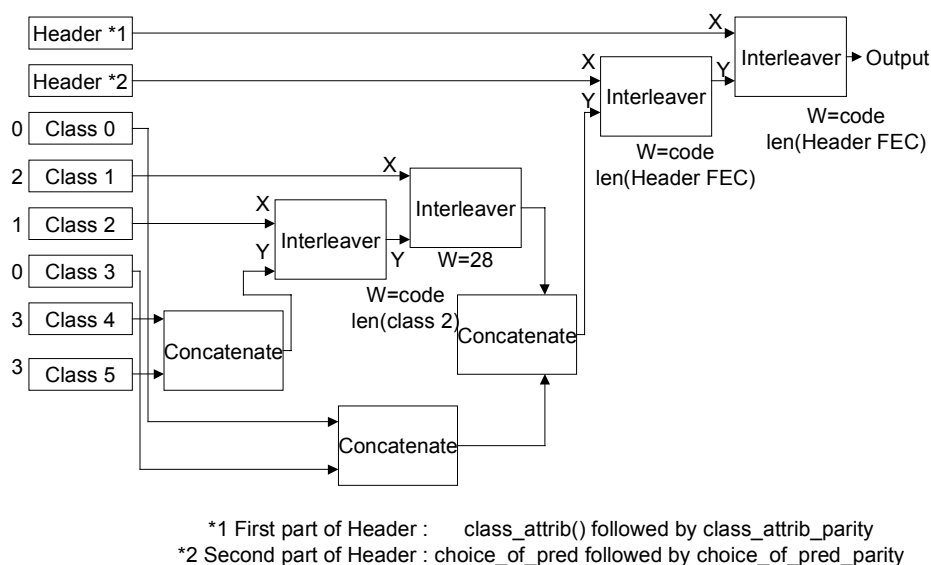 Header *1
X
Interleaver
Output
Header *2
X
Y
Interleaver
Y
W=code
len(Header FEC)
0
Class 0
W=code
len(Header FEC)
2
Class 1
X
Interleaver
1
Class 2
X
Interleaver
Y
Y
W=28
0
Class 3
W=code
len(class 2)
3
Class 4
Concatenate
Concatenate
3
Class 5
Concatenate
*1 First part of Header : class_attrib() followed by class_attrib_parity
*2 Second part of Header : choice_of_pred followed by choice_of_pred_parity